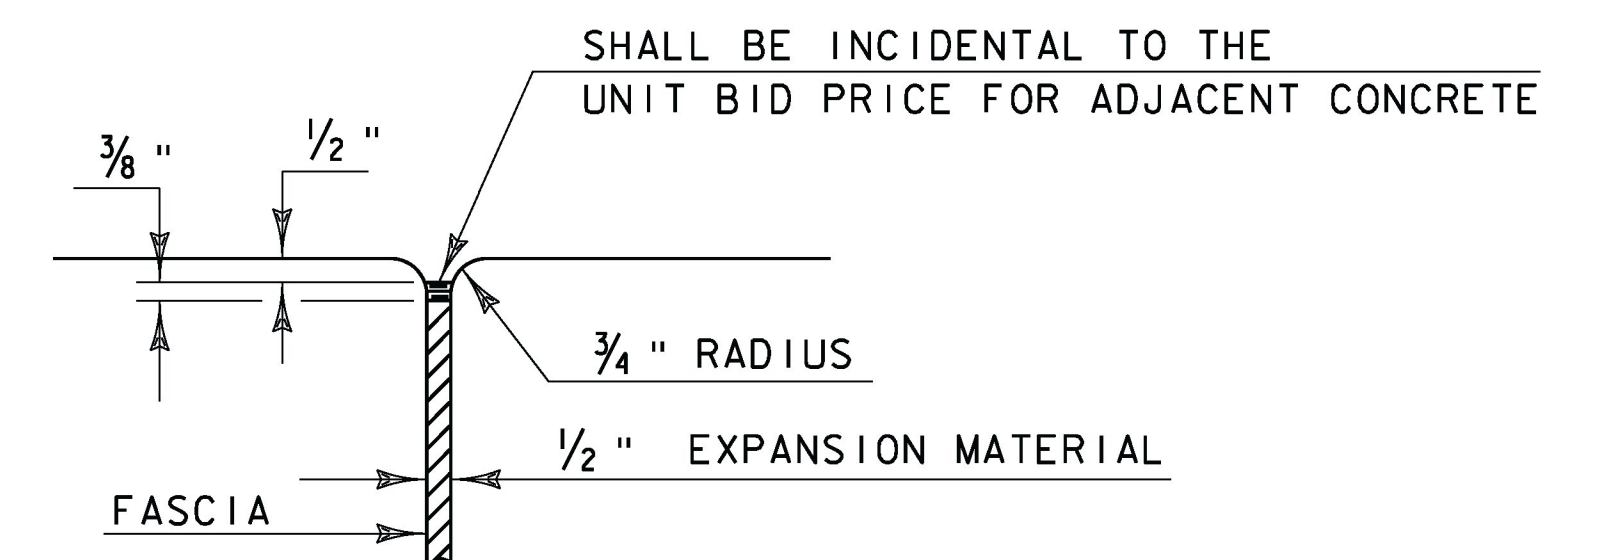 SHALL BE INCIDENTAL TO THE
UNIT BID PRICE FOR ADJACENT CONCRETE
1/2 "
3/8 "
3/4 " RADIUS
1/2 " EXPANSION MATERIAL
FASCIA